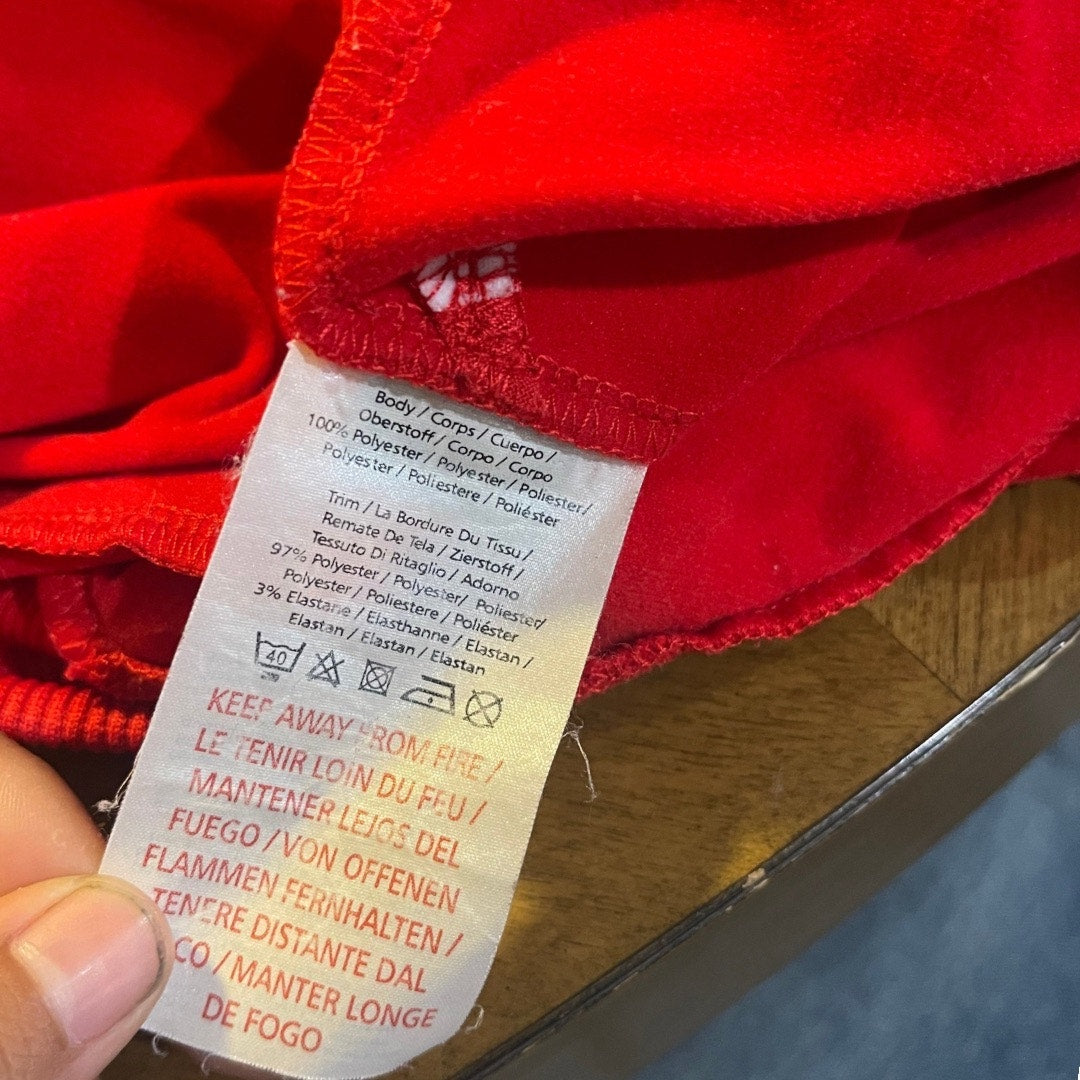 Body / Corps / Cuerpo /
Oberstoff / Corpo / Corpo
100% Polyester / Polyester / Poliester/
Polyester / Poliestere / Poliéster
Trim / La Bordure Du Tissu /
Remate De Tela / Zierstoff /
Tessuto Di Ritaglio / Adorno
97% Polyester / Polyester/ Poliester/
Polyester / Poliestere / Poliéster
3% Elastane / Elasthanne / Elastan /
Elastan / Elastan / Elastan
40
KEEP AWAY FROM FIRE /
LE TENIR LOIN DU FEU /
MANTENER LEJOS DEL
FUEGO / VON OFFENEN
FLAMMEN FERNHALTEN /
TENERE DISTANTE DAL
CO / MANTER LONGE
DE FOGO